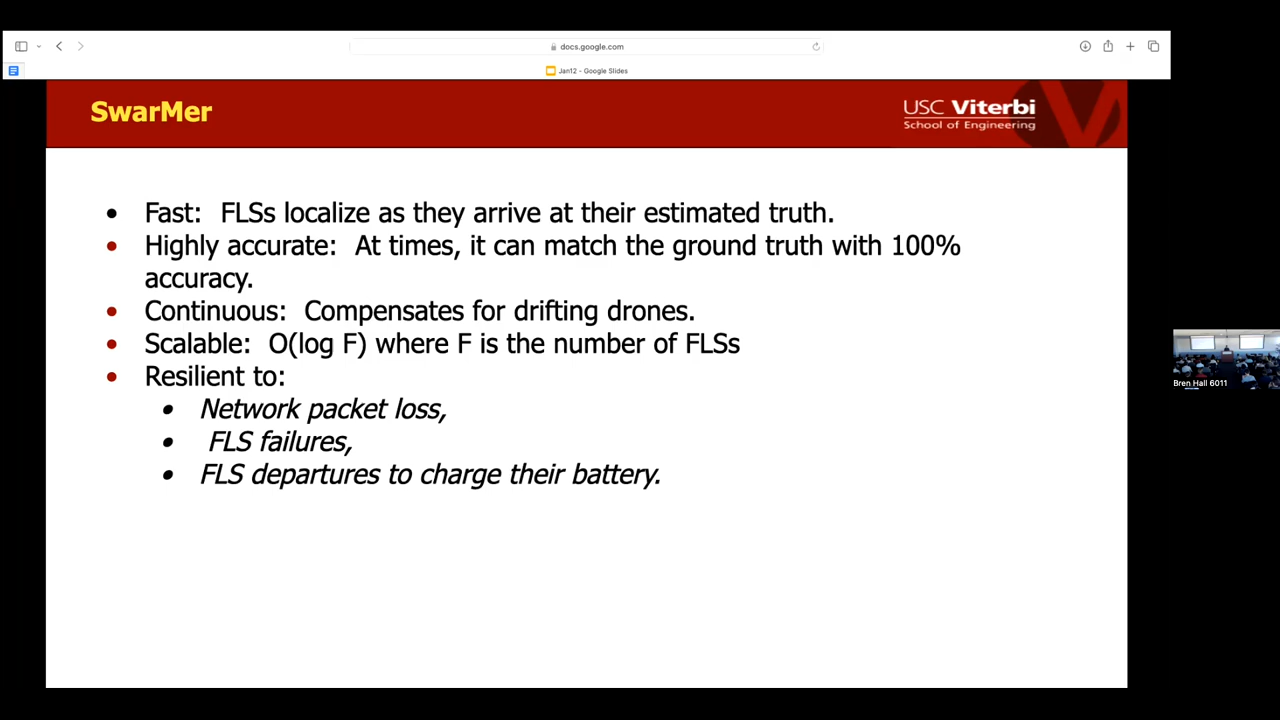 docs.google.com
Jan12 - Google Slides
SwarMer
USC Viterbi
School of Engineering
• Fast: FLSs localize as they arrive at their estimated truth.
• Highly accurate: At times, it can match the ground truth with 100%
accuracy.
• Continuous: Compensates for drifting drones.
• Scalable: O(log F) where F is the number of FLSs
• Resilient to:
• Network packet loss,
• FLS failures,
• FLS departures to charge their battery.
Bren Hall 6011